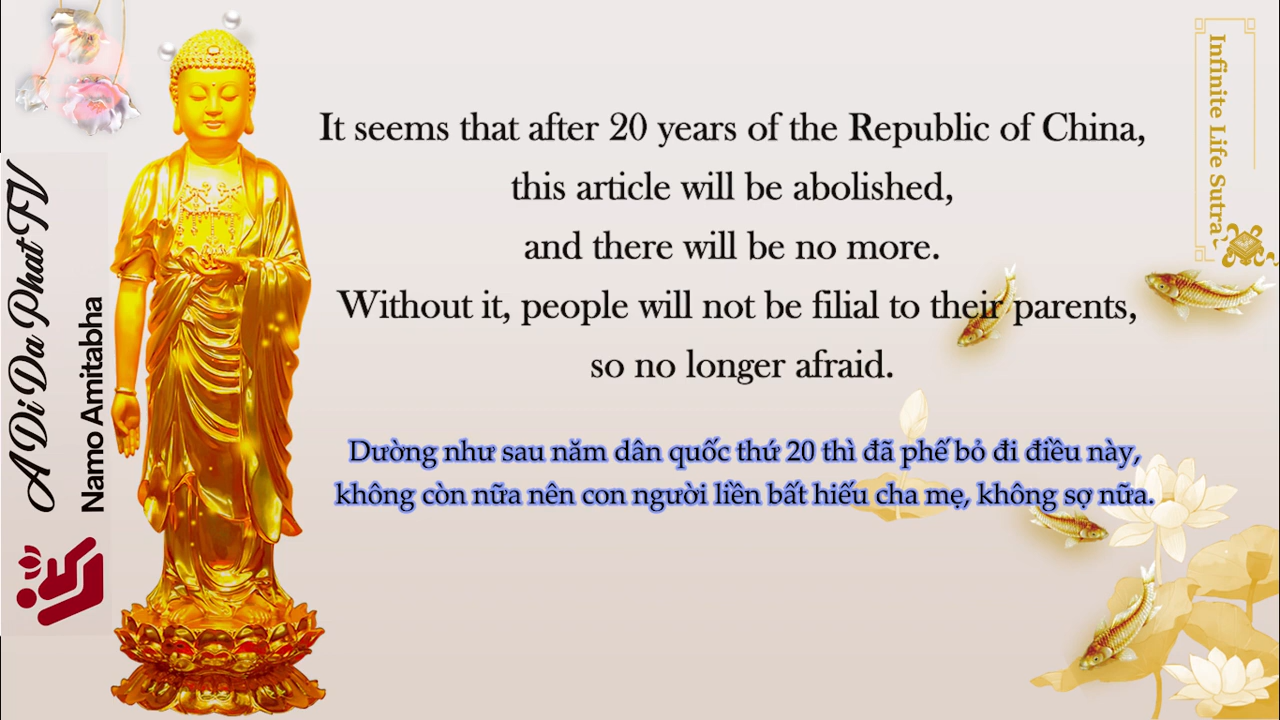 A Di Da Phat TV
Namo Amitabha
It seems that after 20 years of the Republic of China,
this article will be abolished,
and there will be no more.
Without it, people will not be filial to their parents,
so no longer afraid.
Dường như sau năm dân quốc thứ 20 thì đã phế bỏ đi điều này,
không còn nữa nên con người liền bất hiếu cha mẹ, không sợ nữa.
Infinite Life Sutra